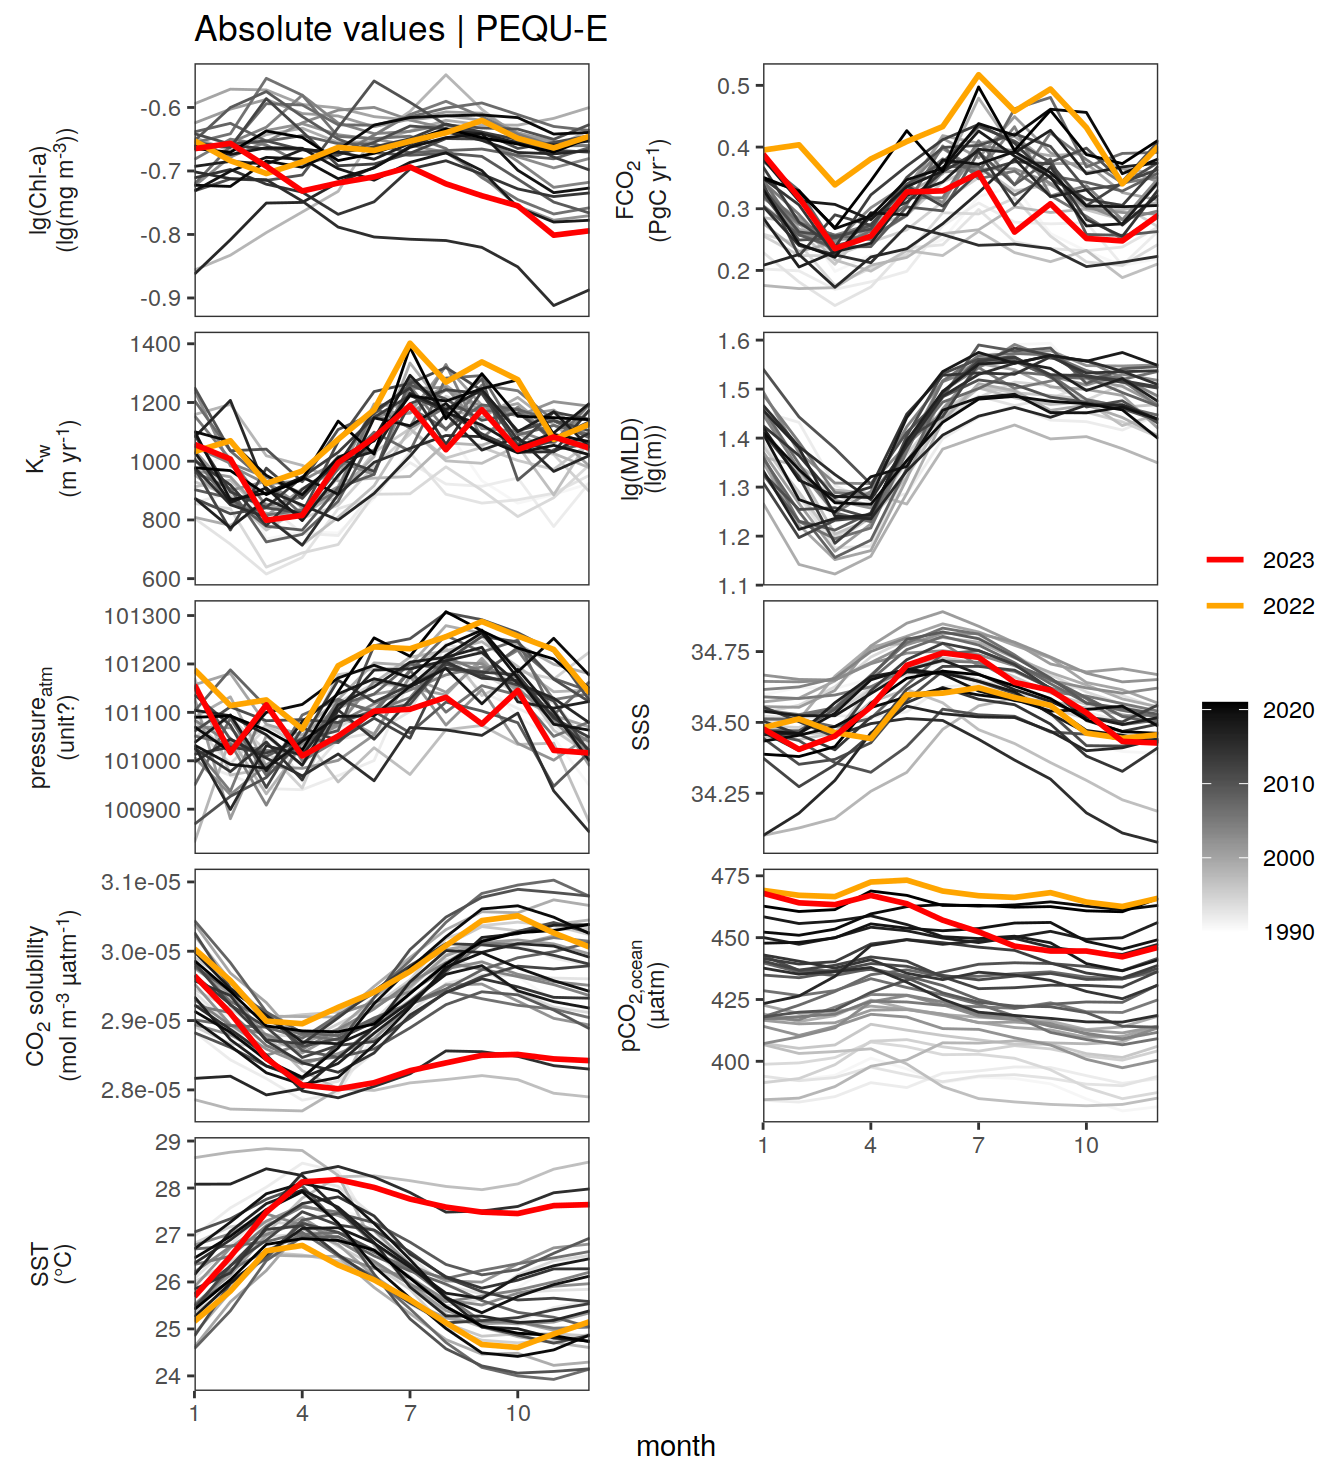 Absolute values | PEQU-E
lg(Chl-a)
(lg(mg m⁻³))
-0.6
-0.7
-0.8
-0.9
FCO₂
(PgC yr⁻¹)
0.5
0.4
0.3
0.2
K_w
(m yr⁻¹)
1400
1200
1000
800
600
lg(MLD)
(lg(m))
1.6
1.5
1.4
1.3
1.2
1.1
pressure_atm
(unit?)
101300
101200
101100
101000
100900
SSS
34.75
34.50
34.25
CO₂ solubility
(mol m⁻³ µatm⁻¹)
3.1e-05
3.0e-05
2.9e-05
2.8e-05
pCO₂,ocean
(µatm)
475
450
425
400
1 4 7 10
SST
(°C)
29
28
27
26
25
24
1 4 7 10
month
2023
2022
2020
2010
2000
1990